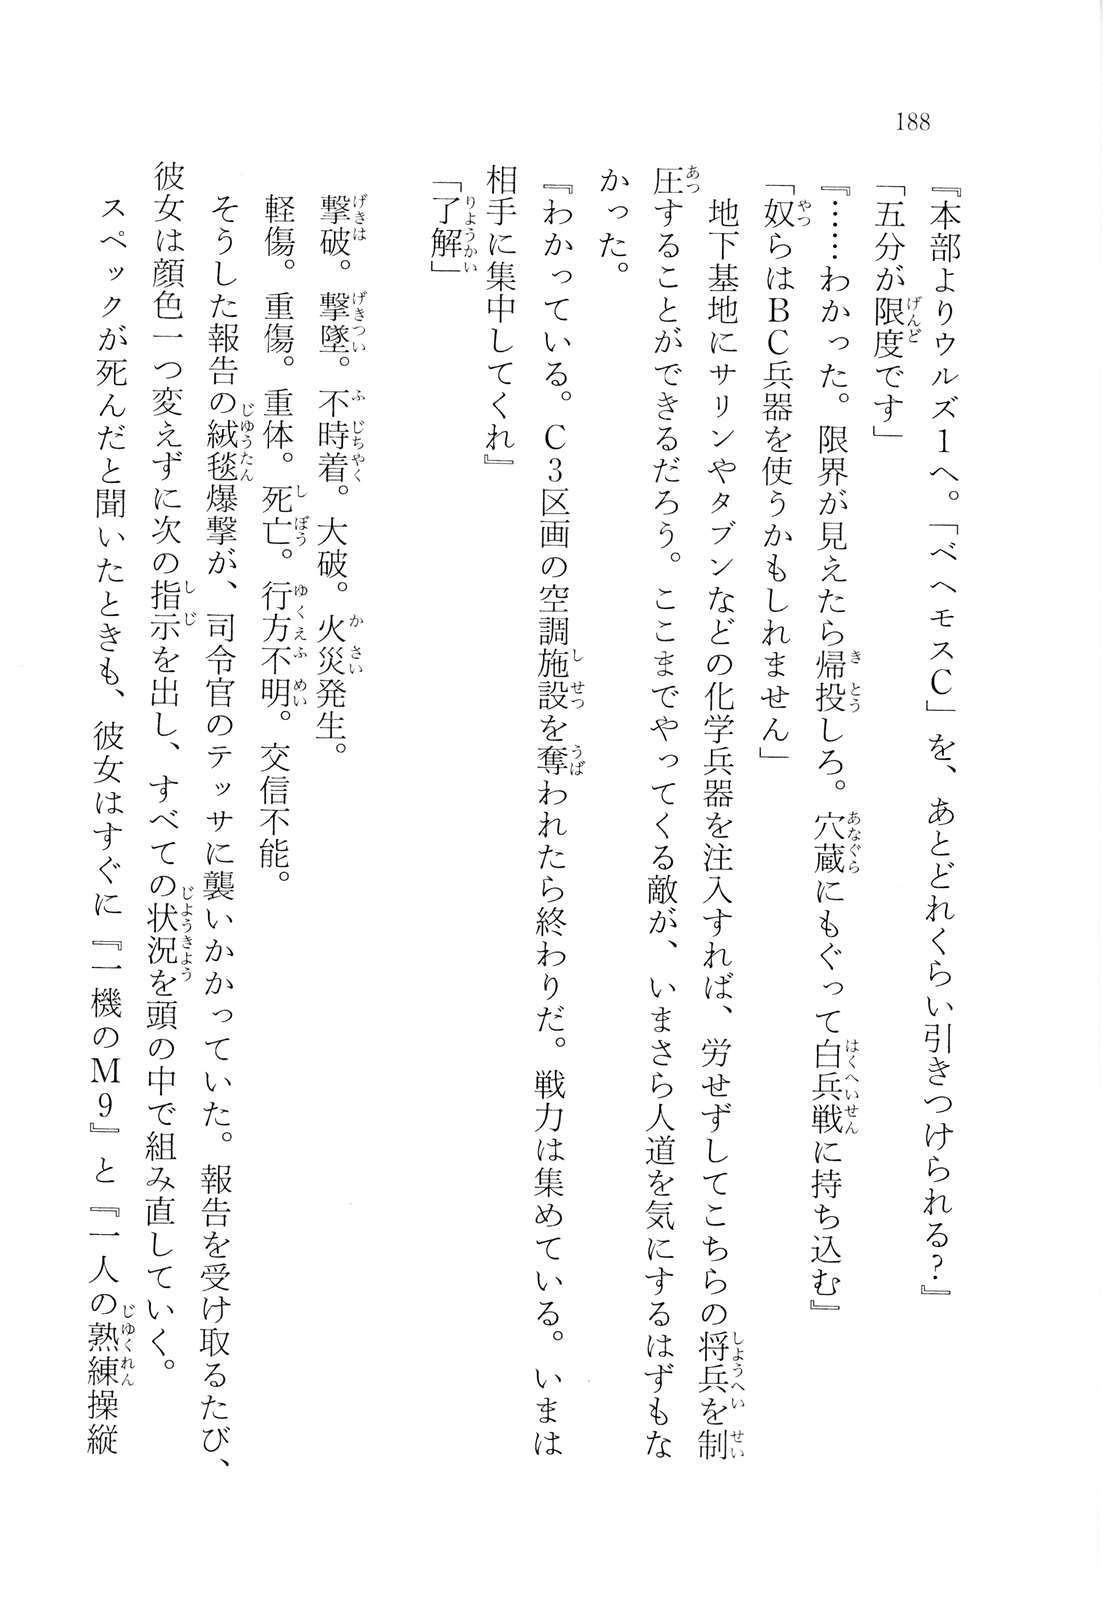 188
『本部よりウルズ1へ。「ベヘモスC」を、あとどれくらい引きつけられる?』
「五分が限度です」
『……わかった。限界が見えたら帰投しろ。穴蔵にもぐって白兵戦に持ち込む』
「奴らはBC兵器を使うかもしれません」
地下基地にサリンやタブンなどの化学兵器を注入すれば、労せずしてこちらの将兵を制
圧することができるだろう。ここまでやってくる敵が、いまさら人道を気にするはずもな
かった。
『わかっている。C3区画の空調施設を奪われたら終わりだ。戦力は集めている。いまは
相手に集中してくれ』
「了解」
撃破。撃墜。不時着。大破。火災発生。
軽傷。重傷。重体。死亡。行方不明。交信不能。
そうした報告の絨毯爆撃が、司令官のテッサに襲いかかっていた。報告を受け取るたび、
彼女は顔色一つ変えずに次の指示を出し、すべての状況を頭の中で組み直していく。
スペックが死んだと聞いたときも、彼女はすぐに『一機のM9』と『一人の熟練操縦